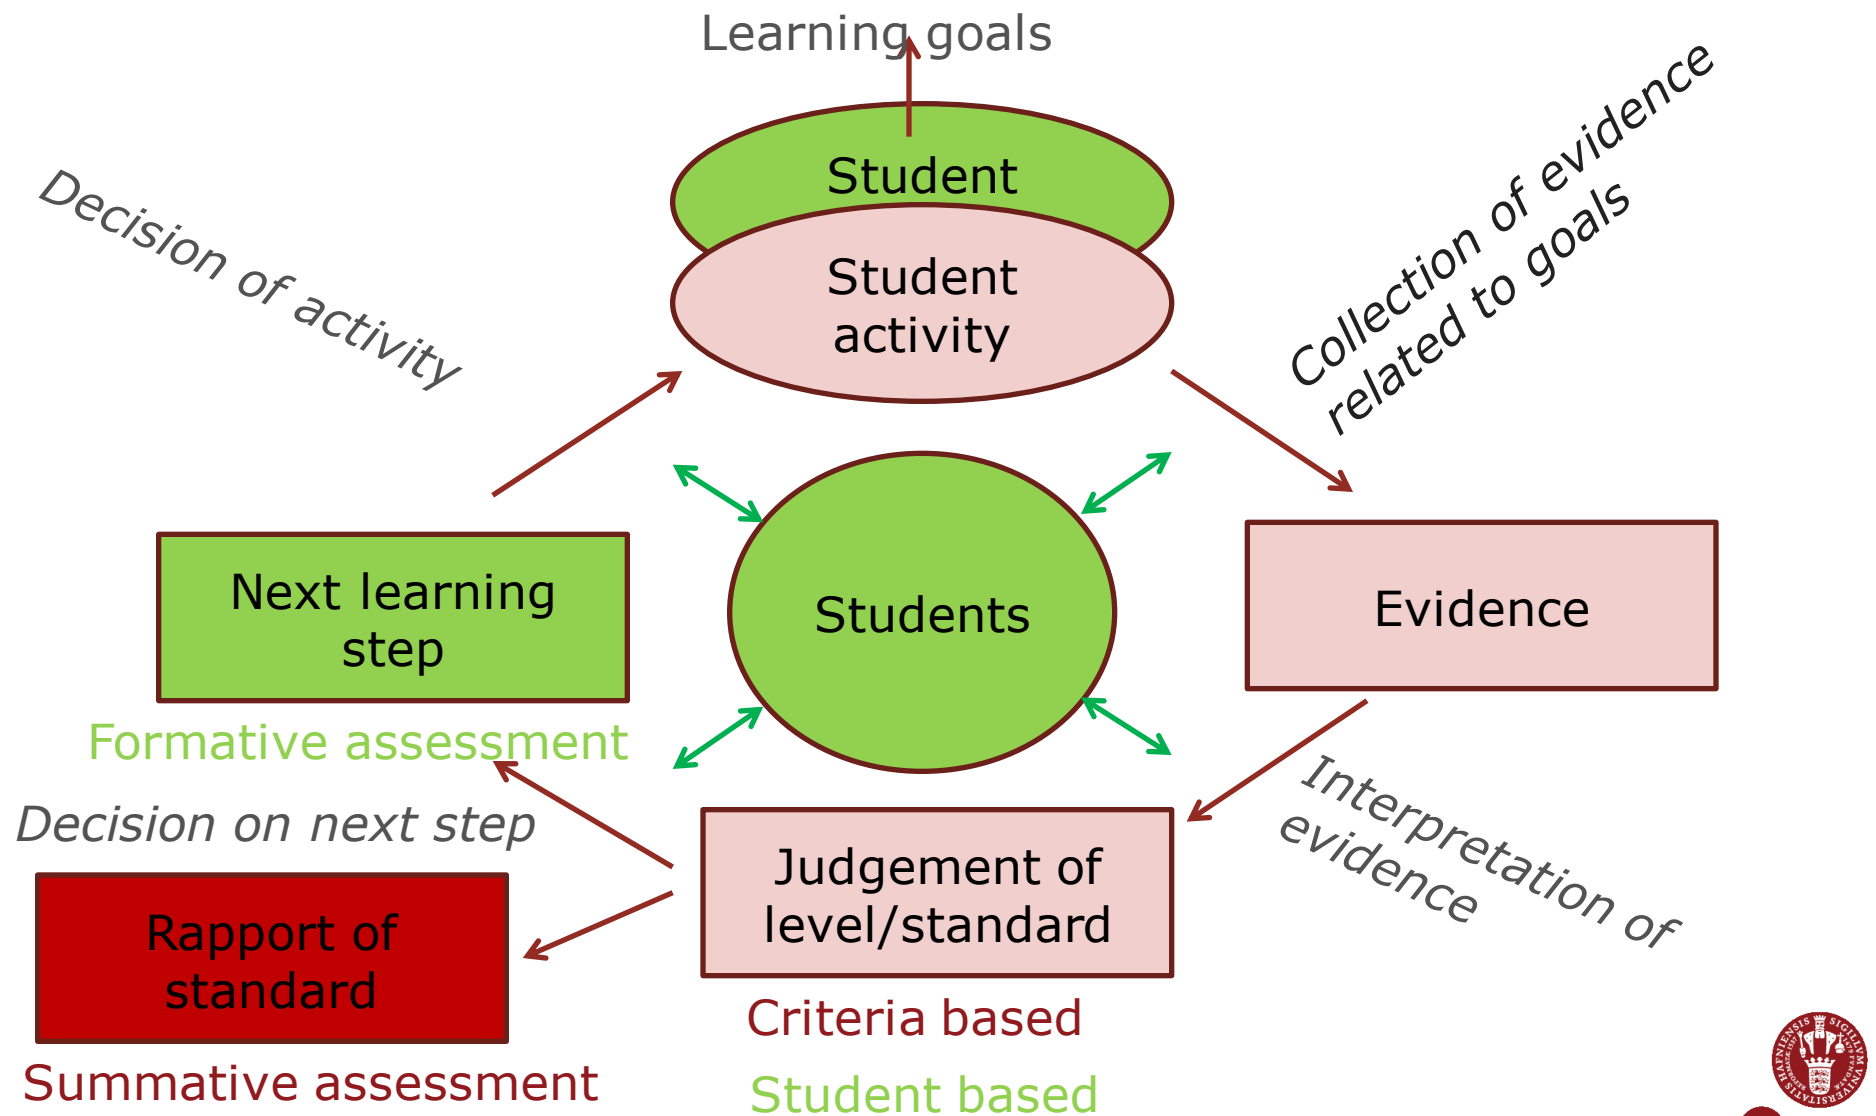 Learning goals
Student
Student
activity
Decision of activity
Collection of evidence
related to goals
Next learning
step
Students
Evidence
Formative assessment
Decision on next step
Interpretation of
evidence
Judgement of
level/standard
Rapport of
standard
Criteria based
Summative assessment
Student based